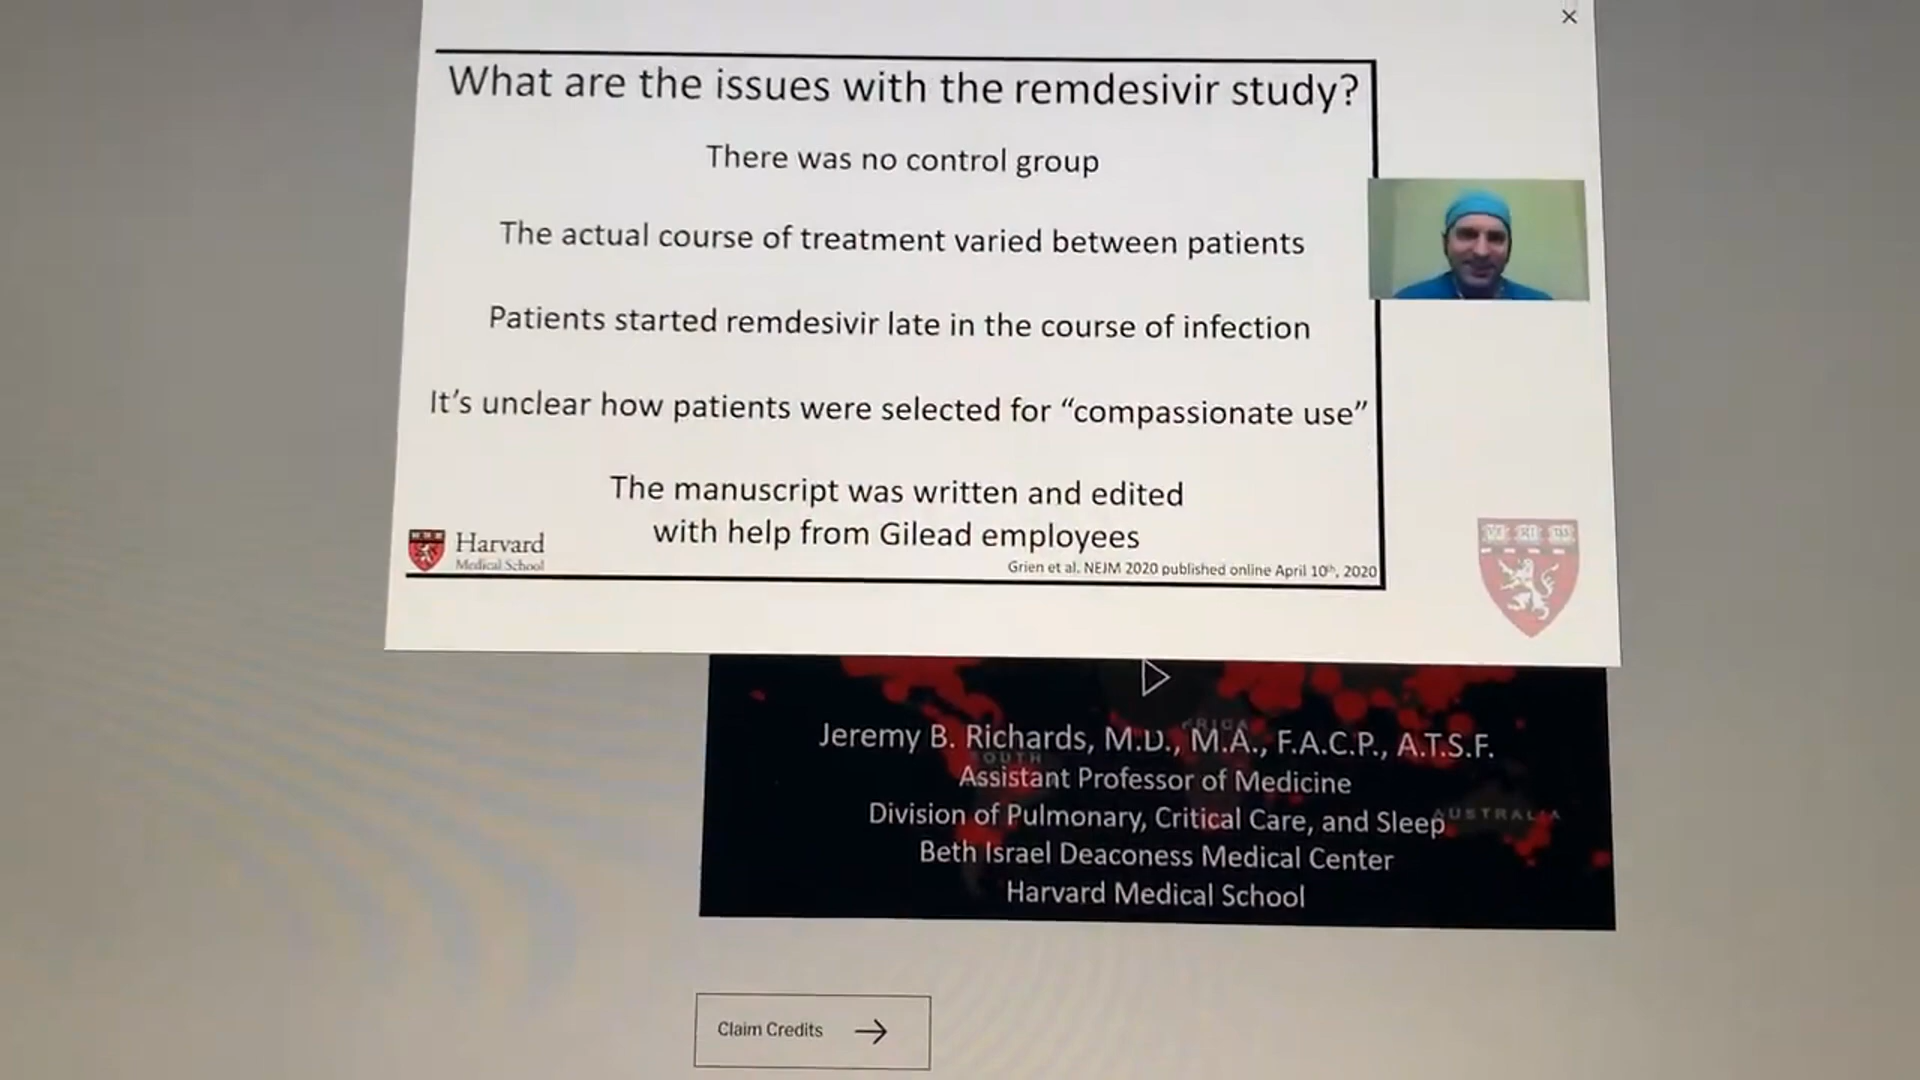 What are the issues with the remdesivir study?
There was no control group
The actual course of treatment varied between patients
Patients started remdesivir late in the course of infection
It's unclear how patients were selected for “compassionate use”
The manuscript was written and edited
with help from Gilead employees
Harvard
Medical School
Grien et al. NEJM 2020 published online April 10th, 2020
Jeremy B. Richards, M.D., M.A., F.A.C.P., A.T.S.F.
Assistant Professor of Medicine
Division of Pulmonary, Critical Care, and Sleep
AUSTRALIA
Beth Israel Deaconess Medical Center
Harvard Medical School
Claim Credits